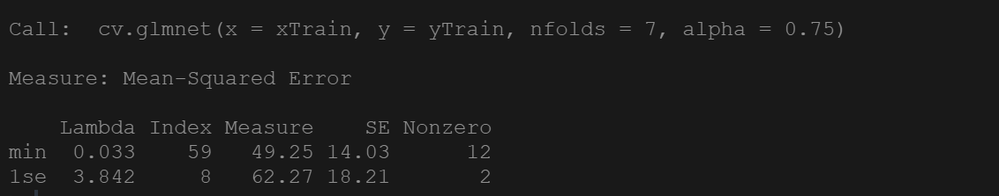 Call:  cv.glmnet(x = xTrain, y = yTrain, nfolds = 7, alpha = 0.75)
Measure: Mean-Squared Error
Lambda Index Measure    SE Nonzero
min  0.033    59   49.25 14.03      12
1se  3.842     8   62.27 18.21       2